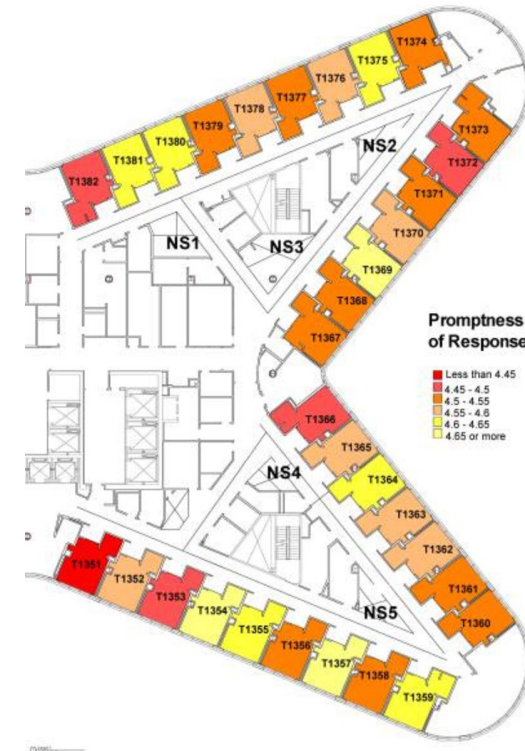 T1374
T1375
T1376
T1377
T1378
T1379
T1380
T1381
T1382
T1373
T1372
T1371
T1370
T1369
T1368
T1367
NS2
NS1
NS3
Promptness
of Response
Less than 4.45
4.45 - 4.5
4.5 - 4.55
4.55 - 4.6
4.6 - 4.65
4.65 or more
T1366
T1365
T1364
T1363
T1362
T1361
T1360
NS4
NS5
T1351
T1352
T1353
T1354
T1355
T1356
T1357
T1358
T1359